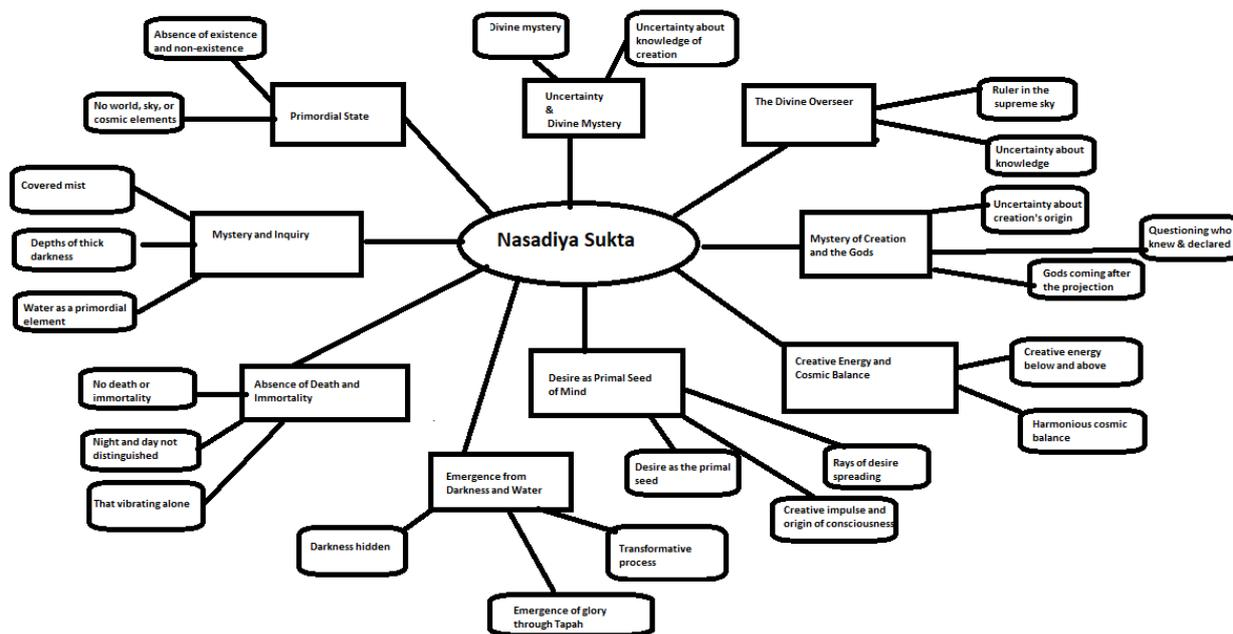 Absence of existence
and non-existence
No world, sky, or
cosmic elements
Primordial State
Divine mystery
Uncertainty about
knowledge of
creation
Uncertainty
&
Divine Mystery
The Divine Overseer
Ruler in the
supreme sky
Uncertainty about
knowledge
Covered mist
Depths of thick
darkness
Water as a primordial
element
Mystery and Inquiry
Nasadiya Sukta
Mystery of Creation
and the Gods
Uncertainty about
creation's origin
Questioning who
knew & declared
Gods coming after
the projection
No death or
immortality
Night and day not
distinguished
That vibrating alone
Absence of Death and
Immortality
Desire as Primal Seed
of Mind
Creative Energy and
Cosmic Balance
Creative energy
below and above
Harmonious cosmic
balance
Emergence from
Darkness and Water
Desire as the primal
seed
Rays of desire
spreading
Creative impulse and
origin of consciousness
Darkness hidden
Transformative
process
Emergence of glory
through Tapah